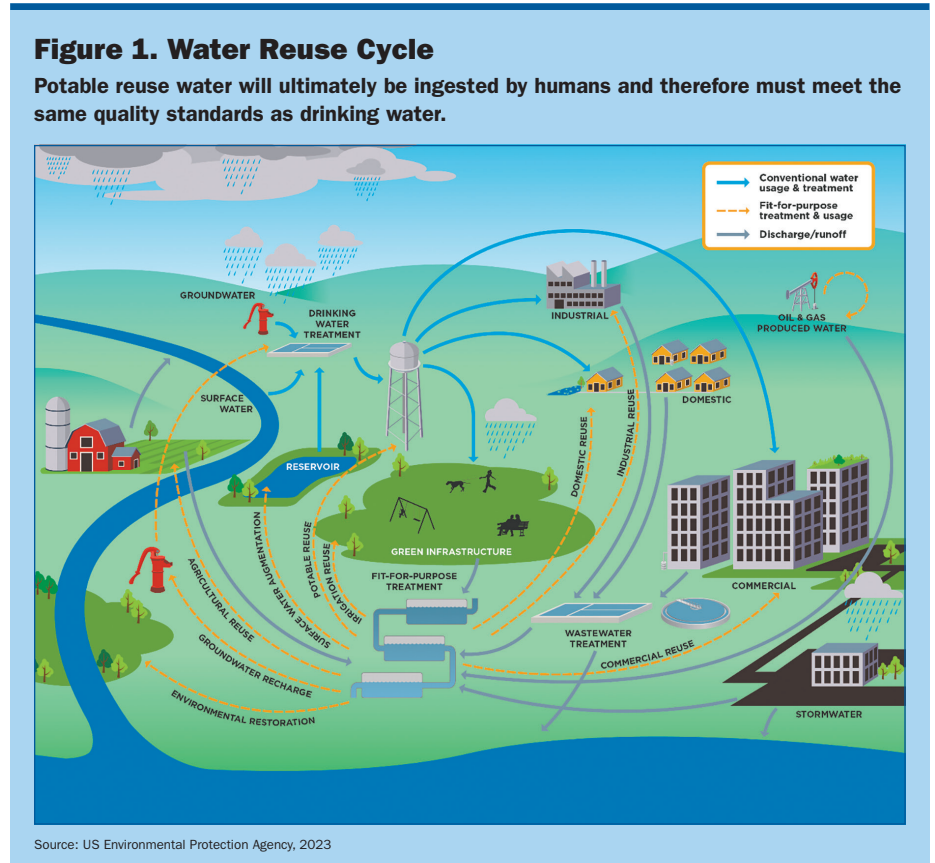 Figure 1. Water Reuse Cycle
Potable reuse water will ultimately be ingested by humans and therefore must meet the
same quality standards as drinking water.
Conventional water
usage & treatment
Fit-for-purpose
treatment & usage
Discharge/runoff
GROUNDWATER
DRINKING
WATER
TREATMENT
INDUSTRIAL
OIL & GAS
PRODUCED WATER
SURFACE
WATER
DOMESTIC
RESERVOIR
DOMESTIC REUSE
INDUSTRIAL REUSE
GREEN INFRASTRUCTURE
FIT-FOR-PURPOSE
TREATMENT
COMMERCIAL
AGRICULTURAL REUSE
SURFACE WATER AUGMENTATION
POTABLE REUSE
IRRIGATION REUSE
WASTEWATER
TREATMENT
COMMERCIAL REUSE
GROUNDWATER RECHARGE
ENVIRONMENTAL RESTORATION
STORMWATER
Source: US Environmental Protection Agency, 2023